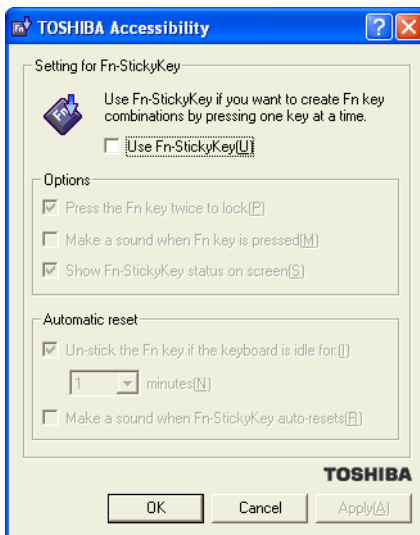 TOSHIBA Accessibility
Setting for Fn-StickyKey
Use Fn-StickyKey if you want to create Fn key
combinations by pressing one key at a time.
Use Fn-StickyKey(U)
Options
Press the Fn key twice to lock(P)
Make a sound when Fn key is pressed(M)
Show Fn-StickyKey status on screen(S)
Automatic reset
Un-stick the Fn key if the keyboard is idle for:(I)
1 minutes(N)
Make a sound when Fn-StickyKey auto-resets(R)
TOSHIBA
OK Cancel Apply(A)